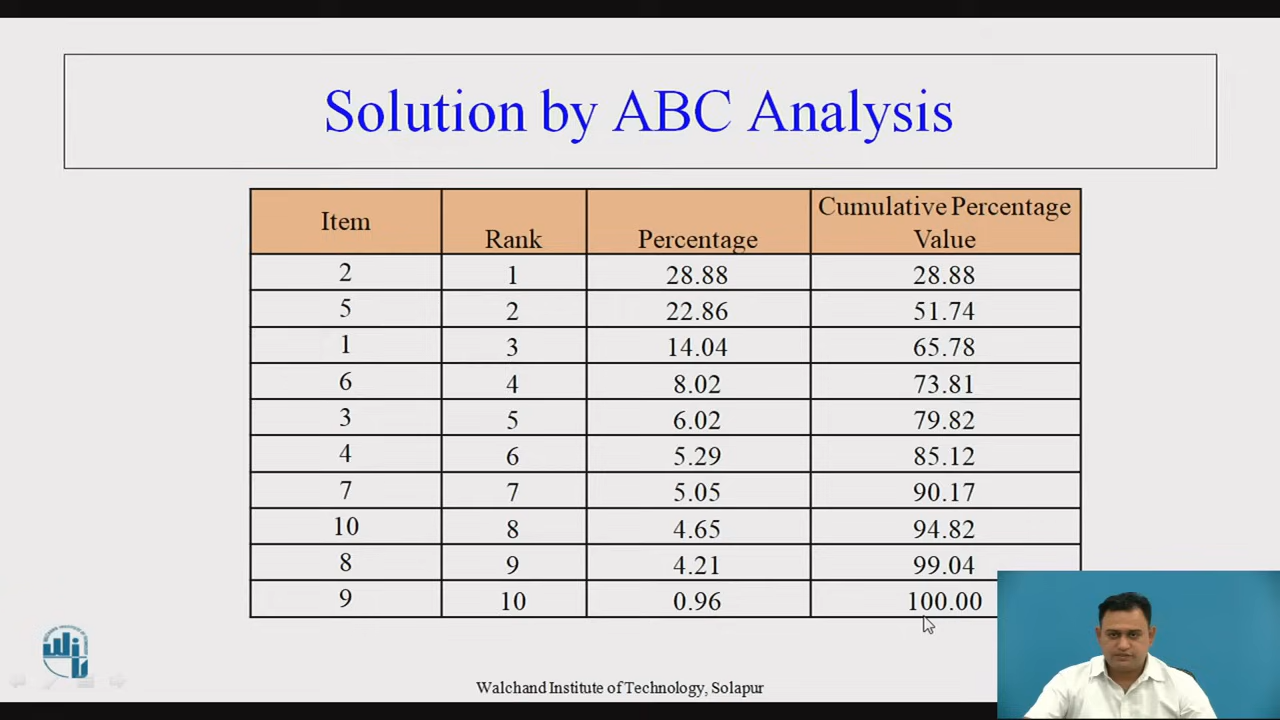 Solution by ABC Analysis
Item Rank Percentage Cumulative Percentage Value
2 1 28.88 28.88
5 2 22.86 51.74
1 3 14.04 65.78
6 4 8.02 73.81
3 5 6.02 79.82
4 6 5.29 85.12
7 7 5.05 90.17
10 8 4.65 94.82
8 9 4.21 99.04
9 10 0.96 100.00
Walchand Institute of Technology, Solapur